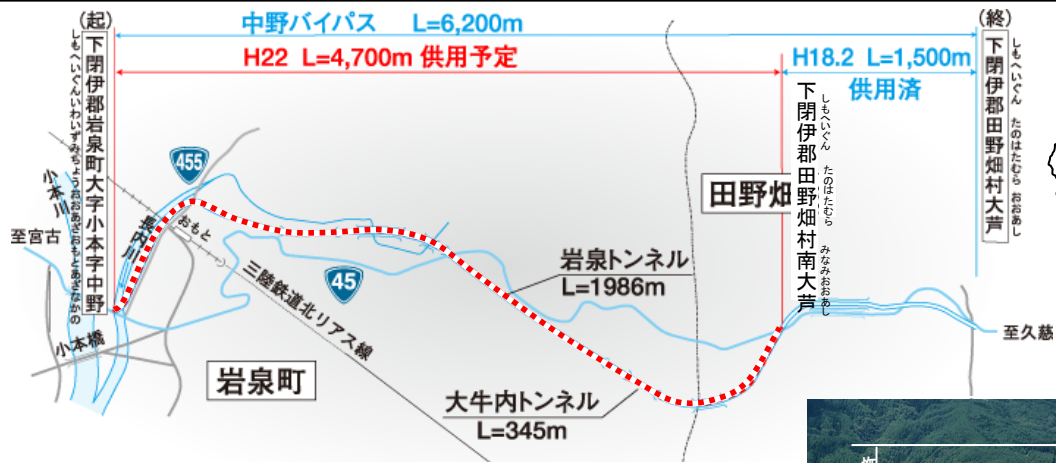 (起)
中野バイパス L=6,200m
(終)
H22 L=4,700m 供用予定
H18.2 L=1,500m
供用済
下閉伊郡岩泉町大字小本字中野
しもへいぐんいわいずみちょうおおあざおもとあざなかの
下閉伊郡田野畑村南大芦
しもへいぐん たのはたむら みなみおおあし
下閉伊郡田野畑村大芦
しもへいぐん たのはたむら おおあし
455
小本川
至宮古
長内川
おもと
田野畑
45
三陸鉄道北リアス線
岩泉トンネル
L=1986m
小本橋
岩泉町
大牛内トンネル
L=345m
至久慈